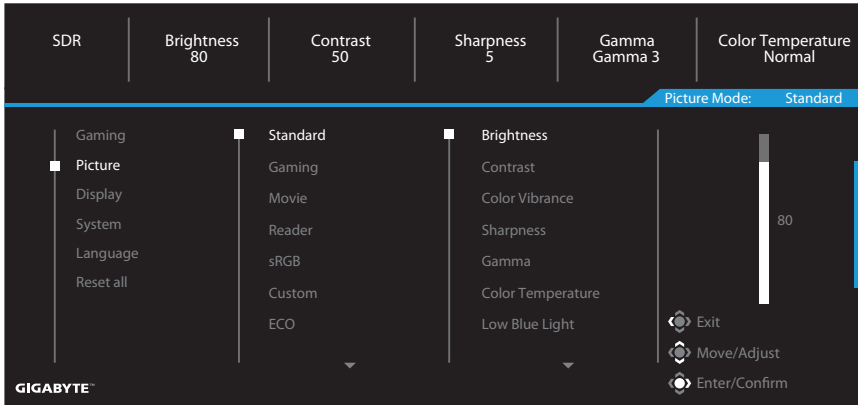 SDR
Brightness
80
Contrast
50
Sharpness
5
Gamma
Gamma 3
Color Temperature
Normal
Picture Mode: Standard
Gaming
Picture
Display
System
Language
Reset all
Standard
Gaming
Movie
Reader
sRGB
Custom
ECO
Brightness
Contrast
Color Vibrance
Sharpness
Gamma
Color Temperature
Low Blue Light
80
Exit
Move/Adjust
Enter/Confirm
GIGABYTE™